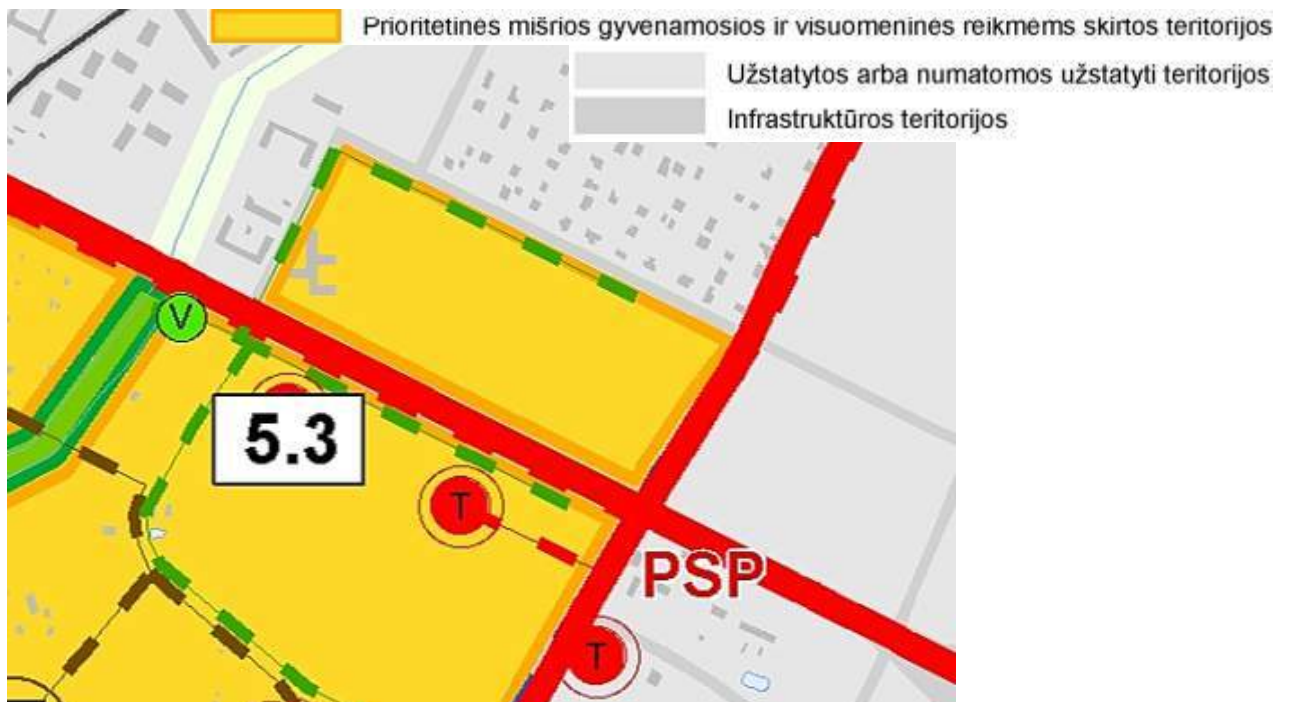 Prioritetinės mišrios gyvenamosios ir visuomeninės reikmėms skirtos teritorijos
Užstatytos arba numatomos užstatyti teritorijos
Infrastruktūros teritorijos
V
5.3
T
PSP
T